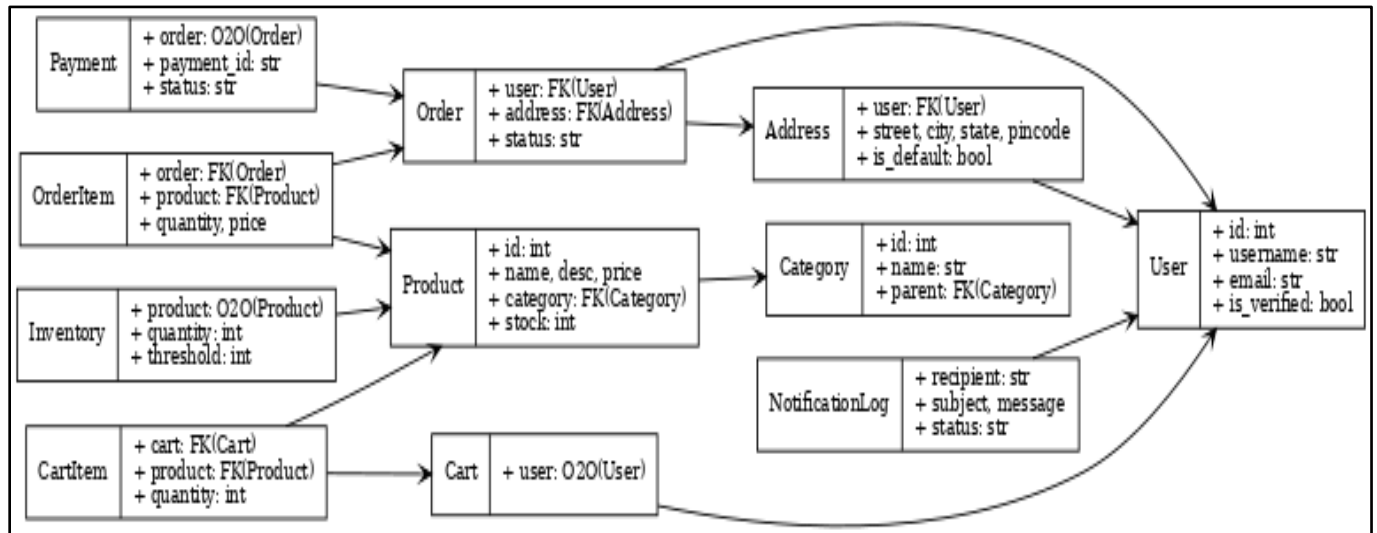 Payment
+ order: O2O(Order)
+ payment_id: str
+ status: str
OrderItem
+ order: FK(Order)
+ product: FK(Product)
+ quantity, price
Inventory
+ product: O2O(Product)
+ quantity: int
+ threshold: int
CartItem
+ cart: FK(Cart)
+ product: FK(Product)
+ quantity: int
Order
+ user: FK(User)
+ address: FK(Address)
+ status: str
Product
+ id: int
+ name, desc, price
+ category: FK(Category)
+ stock: int
Cart
+ user: O2O(User)
Address
+ user: FK(User)
+ street, city, state, pincode
+ is_default: bool
Category
+ id: int
+ name: str
+ parent: FK(Category)
NotificationLog
+ recipient: str
+ subject, message
+ status: str
User
+ id: int
+ username: str
+ email: str
+ is_verified: bool